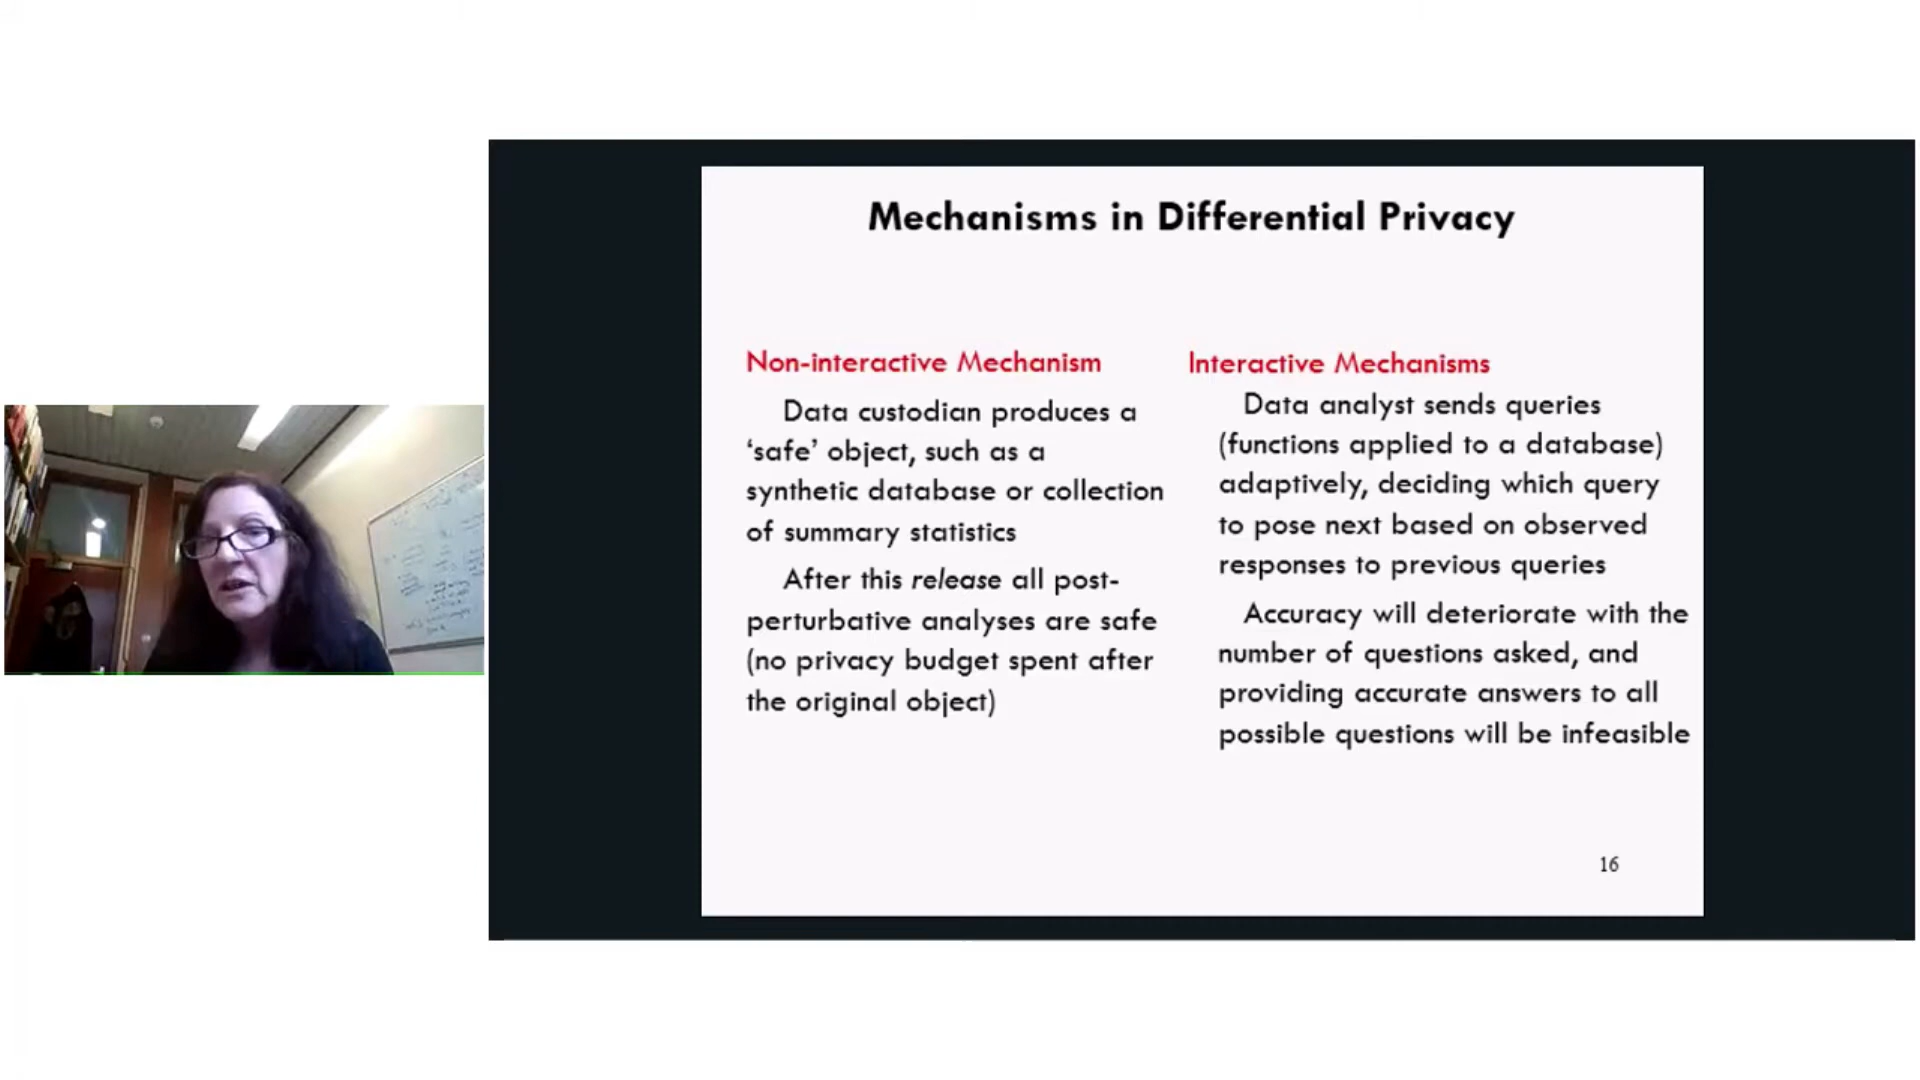 Mechanisms in Differential Privacy
Non-interactive Mechanism
Data custodian produces a
‘safe’ object, such as a
synthetic database or collection
of summary statistics
After this release all post-
perturbative analyses are safe
(no privacy budget spent after
the original object)
Interactive Mechanisms
Data analyst sends queries
(functions applied to a database)
adaptively, deciding which query
to pose next based on observed
responses to previous queries
Accuracy will deteriorate with the
number of questions asked, and
providing accurate answers to all
possible questions will be infeasible
16